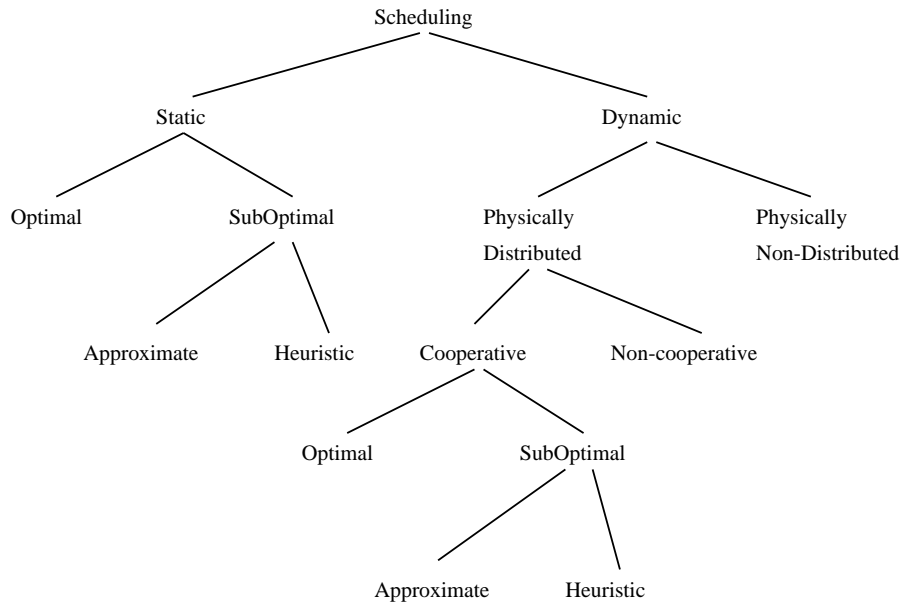 Scheduling
Static
Dynamic
Optimal
SubOptimal
Physically
Distributed
Physically
Non-Distributed
Approximate
Heuristic
Cooperative
Non-cooperative
Optimal
SubOptimal
Approximate
Heuristic